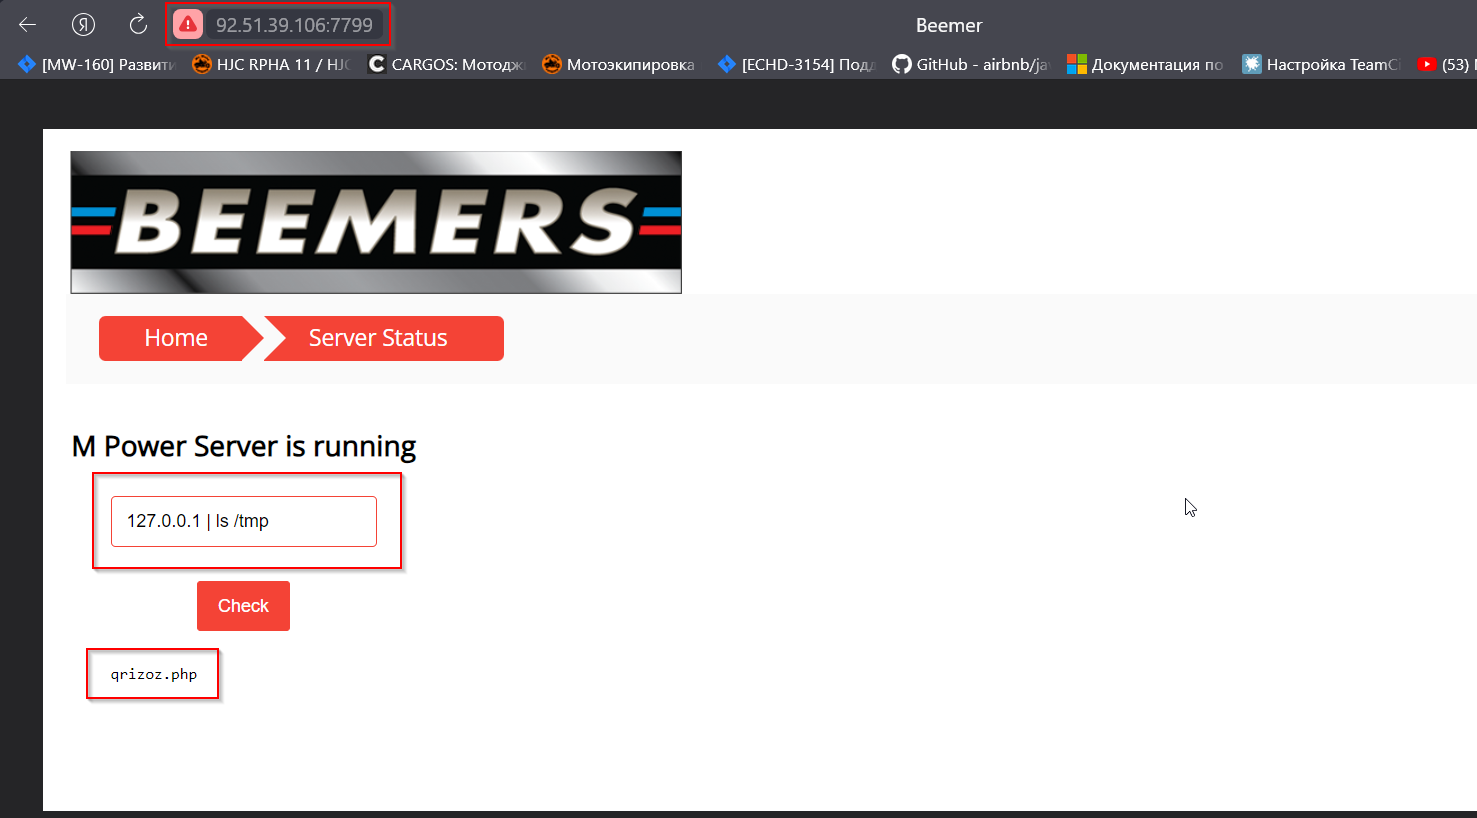 92.51.39.106:7799
Beemer
[MW-160] Развити
HJC RPHA 11 / HJC
CARGOS: Мотодж
Мотоэкипировка
[ECHD-3154] Подд
GitHub - airbnb/ja
Документация по
Настройка TeamCi
(53)
BEEMERS
Home
Server Status
M Power Server is running
127.0.0.1 | ls /tmp
Check
qrizoz.php